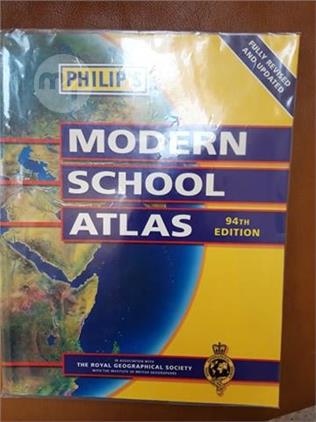 FULLY REVISED
AND UPDATED
PHILIP'S
MODERN
SCHOOL
ATLAS
94TH
EDITION
IN ASSOCIATION WITH
THE ROYAL GEOGRAPHICAL SOCIETY
WITH THE INSTITUTE OF BRITISH GEOGRAPHERS